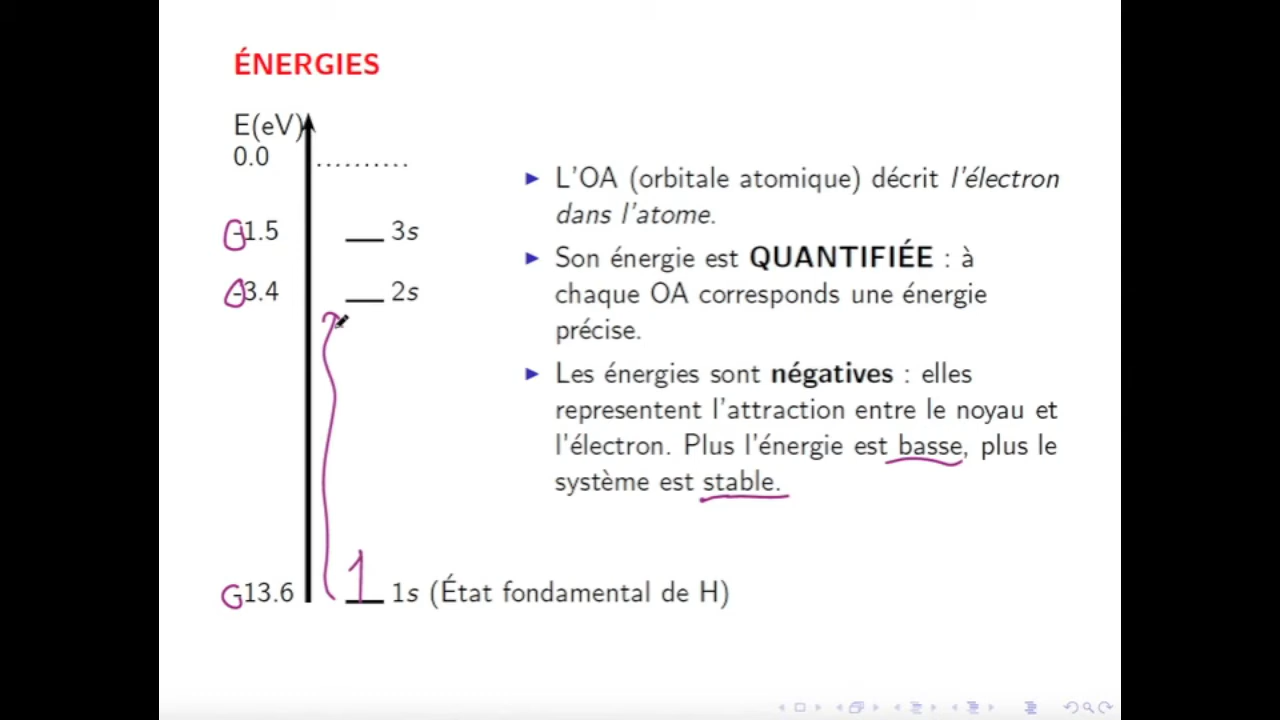 ÉNERGIES
E(eV)
0.0 ..........
-1.5 3s
-3.4 2s
-13.6 1s (État fondamental de H)
L'OA (orbitale atomique) décrit l'électron
dans l'atome.
Son énergie est QUANTIFIÉE : à
chaque OA corresponds une énergie
précise.
Les énergies sont négatives : elles
representent l'attraction entre le noyau et
l'électron. Plus l'énergie est basse, plus le
système est stable.